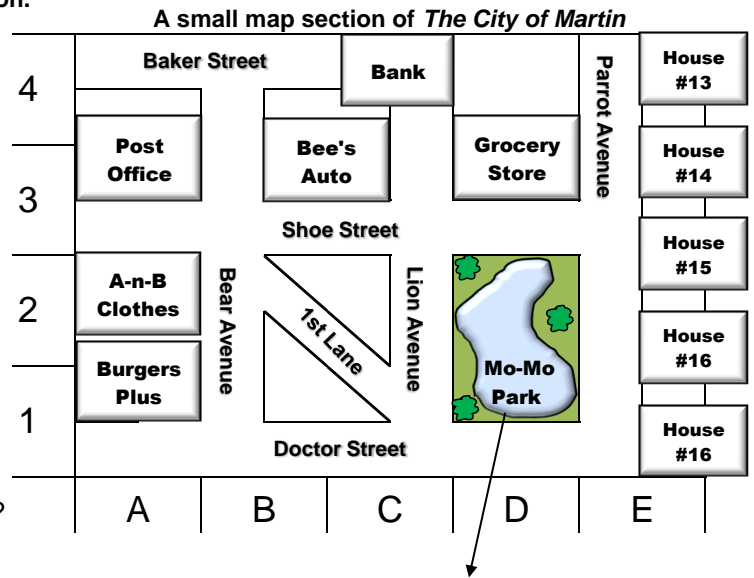 on:
A small map section of The City of Martin
Baker Street
Bank
Parrot Avenue
House
#13
4
Post
Office
Bee's
Auto
Grocery
Store
House
#14
3
Shoe Street
House
#15
A-n-B
Clothes
Bear Avenue
1st Lane
Lion Avenue
2
House
#16
Burgers
Plus
Mo-Mo
Park
1
House
#16
Doctor Street
?
A B C D E